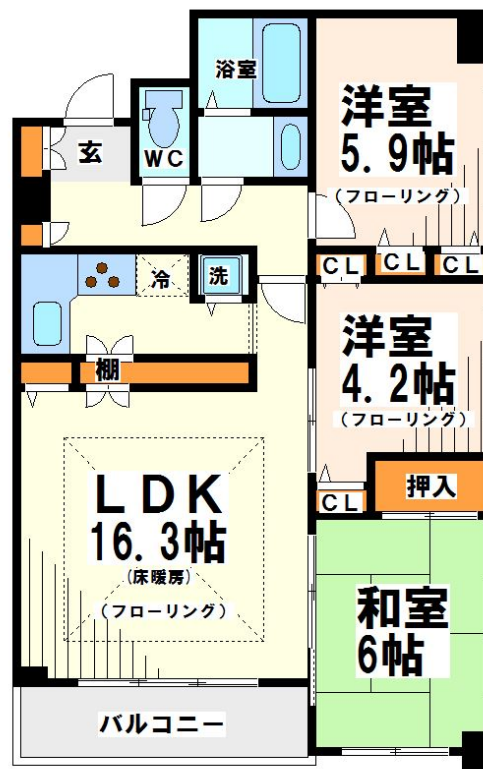 浴室
洋室
5.9帖
(フローリング)
玄
WC
CL
CL
CL
冷
洗
洋室
4.2帖
(フローリング)
棚
押入
CL
LDK
16.3帖
(床暖房)
(フローリング)
和室
6帖
バルコニー